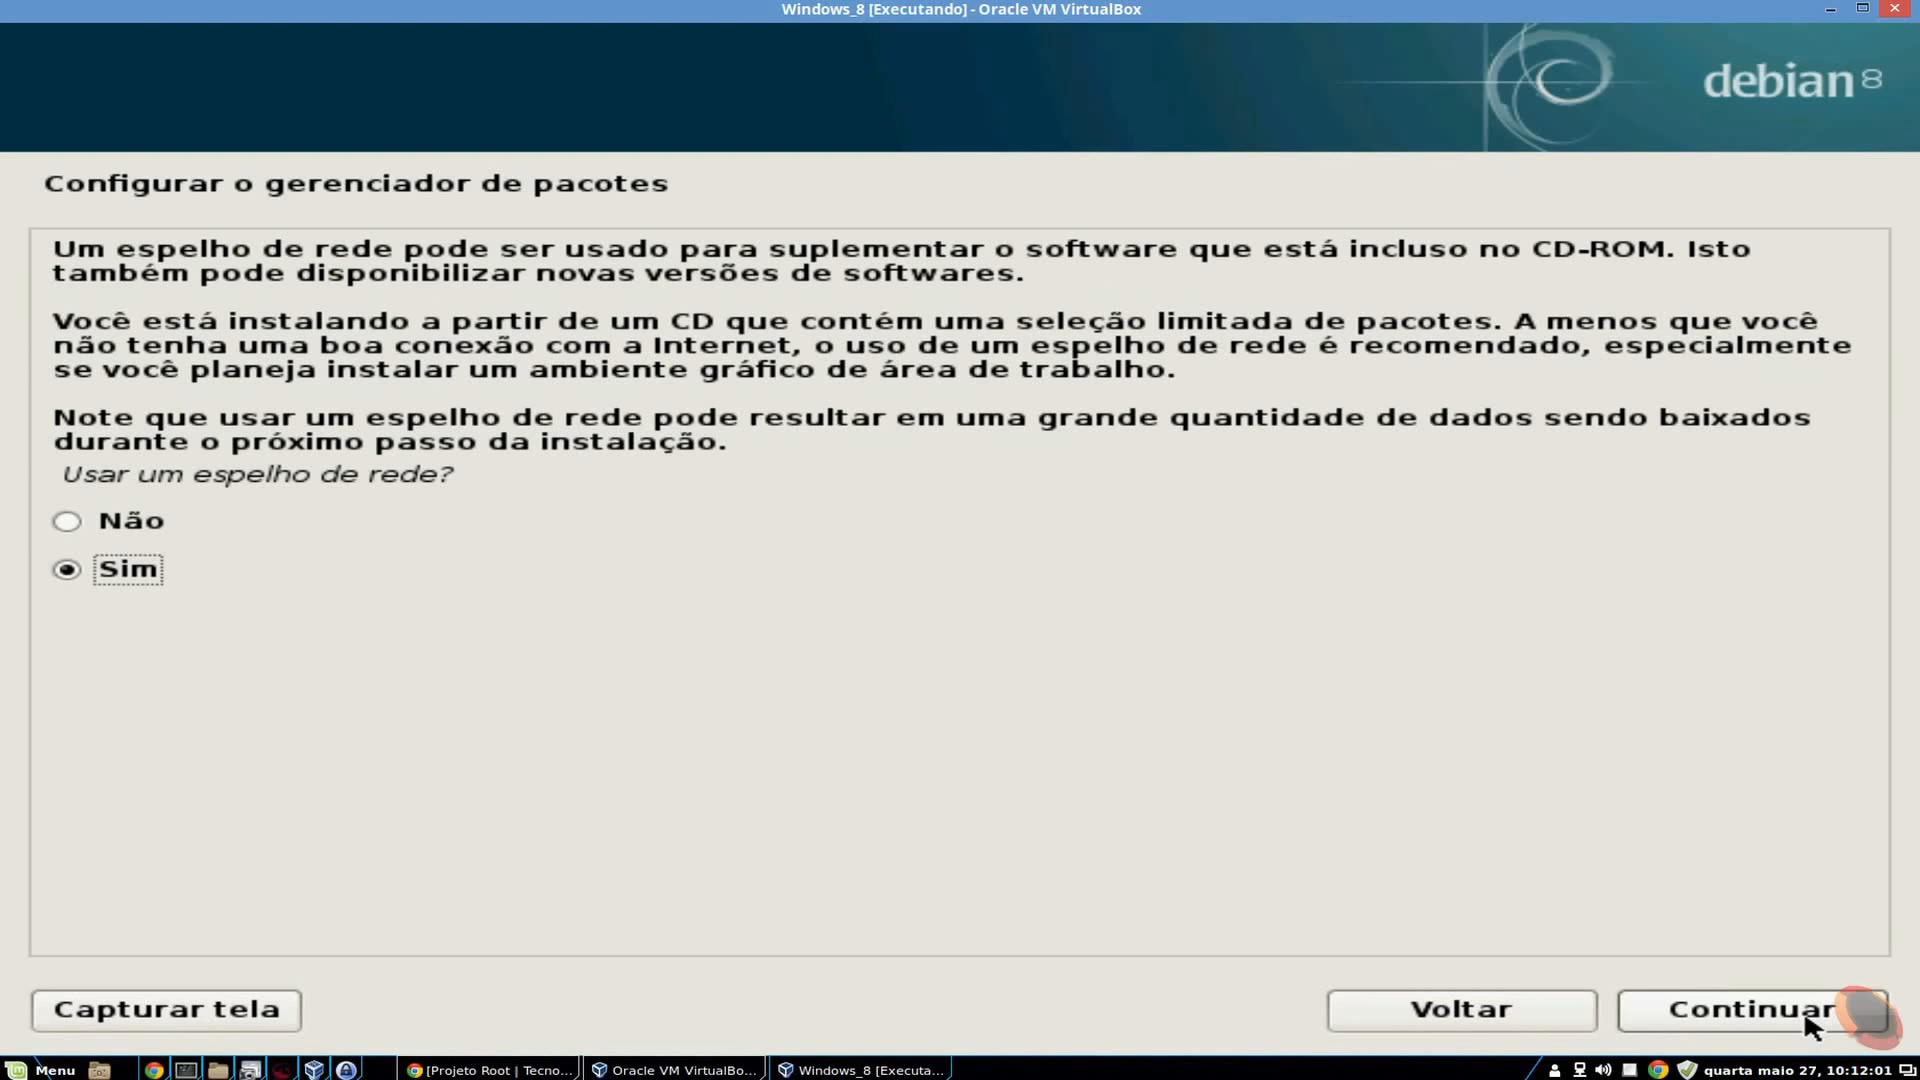 Windows_8 [Executando] - Oracle VM VirtualBox
debian 8
Configurar o gerenciador de pacotes
Um espelho de rede pode ser usado para suplementar o software que está incluso no CD-ROM. Isto
também pode disponibilizar novas versões de softwares.
Você está instalando a partir de um CD que contém uma seleção limitada de pacotes. A menos que você
não tenha uma boa conexão com a Internet, o uso de um espelho de rede é recomendado, especialmente
se você planeja instalar um ambiente gráfico de área de trabalho.
Note que usar um espelho de rede pode resultar em uma grande quantidade de dados sendo baixados
durante o próximo passo da instalação.
Usar um espelho de rede?
Não
Sim
Capturar tela
Voltar
Continuar
Menu
[Projeto Root | Tecno...
Oracle VM VirtualBo...
Windows_8 [Executa...
quarta maio 27, 10:12:01